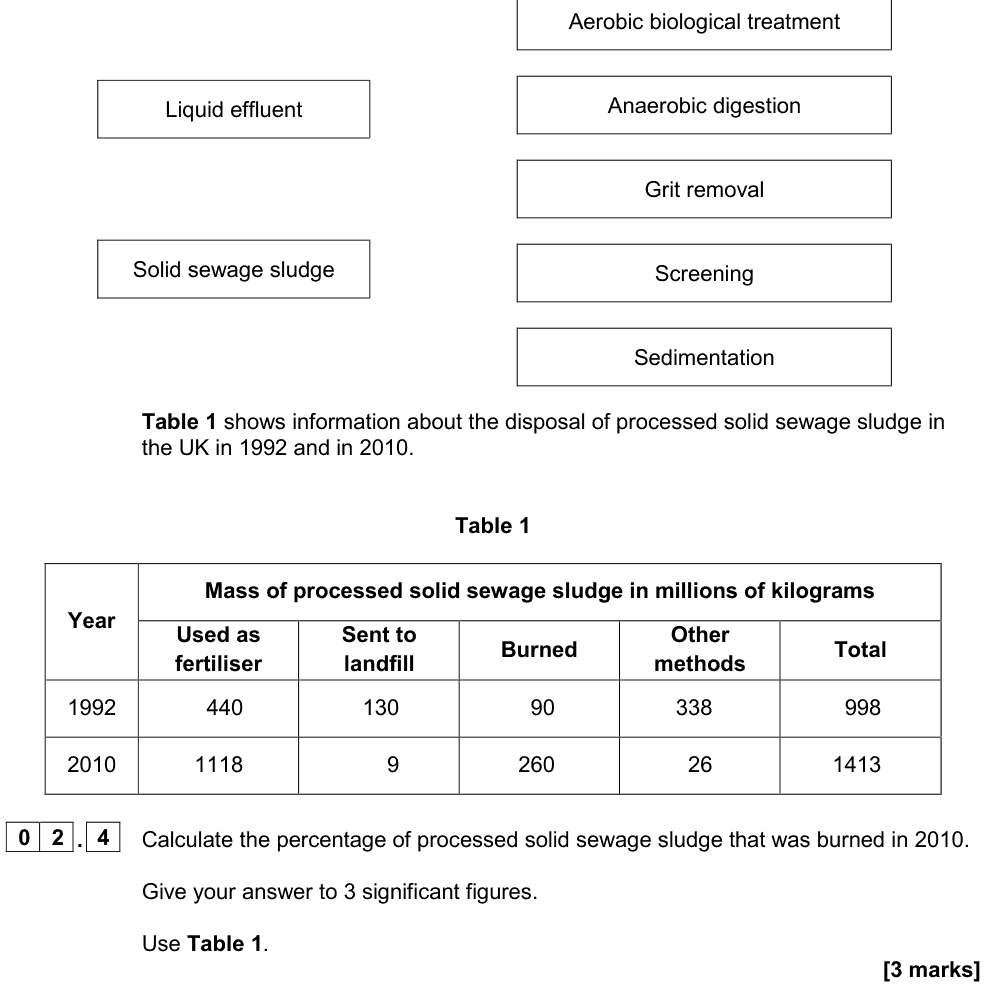 Aerobic biological treatment
Liquid effluent
Anaerobic digestion
Grit removal
Solid sewage sludge
Screening
Sedimentation
Table 1 shows information about the disposal of processed solid sewage sludge in
the UK in 1992 and in 2010.
Table 1
Year
Mass of processed solid sewage sludge in millions of kilograms
Used as
fertiliser
Sent to
landfill
Burned
Other
methods
Total
1992 440 130 90 338 998
2010 1118 9 260 26 1413
0 2 . 4 Calculate the percentage of processed solid sewage sludge that was burned in 2010.
Give your answer to 3 significant figures.
Use Table 1.
[3 marks]